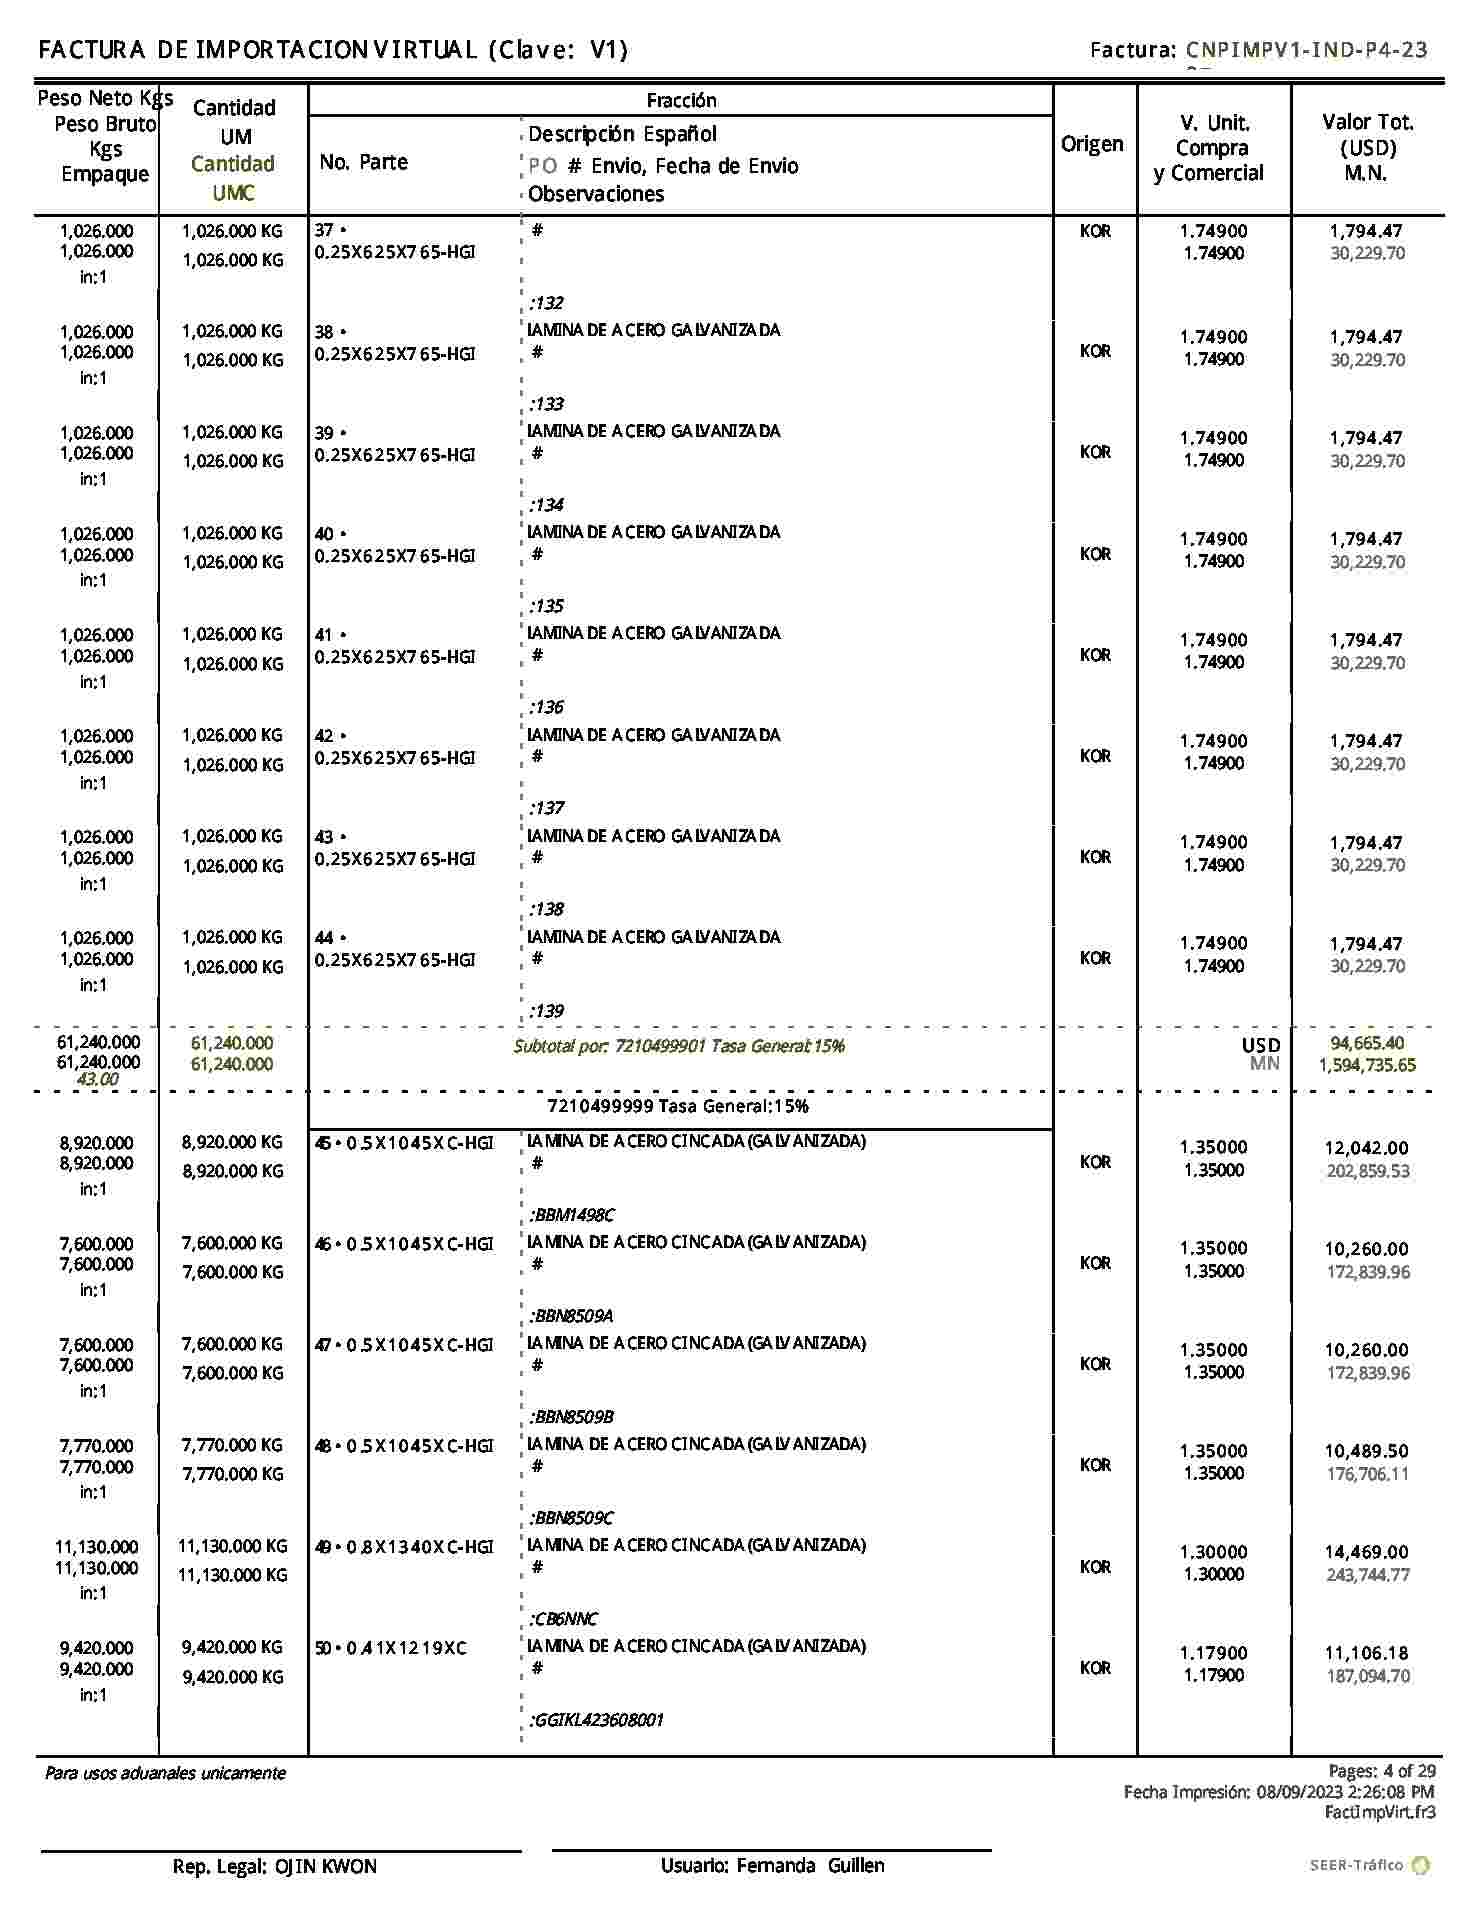 FACTURA DE IMPORTACION VIRTUAL (Clave: V1) Factura: CNPIMPV1-IND-P4-23
Peso Neto Kgs
Peso Bruto
Kgs
Empaque
Cantidad
UM
Cantidad
UMC
Fracción
No. Parte
Descripción Español
PO # Envio, Fecha de Envio
Observaciones
Origen
V. Unit.
Compra
y Comercial
Valor Tot.
(USD)
M.N.
1,026.000 1,026.000 KG 37 • # KOR 1.74900 1,794.47
1,026.000 1,026.000 KG 0.25X625X765-HGI 1.74900 30,229.70
in:1
:132
1,026.000 1,026.000 KG 38 • LAMINA DE ACERO GALVANIZADA 1.74900 1,794.47
1,026.000 1,026.000 KG 0.25X625X765-HGI # KOR 1.74900 30,229.70
in:1
:133
1,026.000 1,026.000 KG 39 • LAMINA DE ACERO GALVANIZADA 1.74900 1,794.47
1,026.000 1,026.000 KG 0.25X625X765-HGI # KOR 1.74900 30,229.70
in:1
:134
1,026.000 1,026.000 KG 40 • LAMINA DE ACERO GALVANIZADA 1.74900 1,794.47
1,026.000 1,026.000 KG 0.25X625X765-HGI # KOR 1.74900 30,229.70
in:1
:135
1,026.000 1,026.000 KG 41 • LAMINA DE ACERO GALVANIZADA 1.74900 1,794.47
1,026.000 1,026.000 KG 0.25X625X765-HGI # KOR 1.74900 30,229.70
in:1
:136
1,026.000 1,026.000 KG 42 • LAMINA DE ACERO GALVANIZADA 1.74900 1,794.47
1,026.000 1,026.000 KG 0.25X625X765-HGI # KOR 1.74900 30,229.70
in:1
:137
1,026.000 1,026.000 KG 43 • LAMINA DE ACERO GALVANIZADA 1.74900 1,794.47
1,026.000 1,026.000 KG 0.25X625X765-HGI # KOR 1.74900 30,229.70
in:1
:138
1,026.000 1,026.000 KG 44 • LAMINA DE ACERO GALVANIZADA 1.74900 1,794.47
1,026.000 1,026.000 KG 0.25X625X765-HGI # KOR 1.74900 30,229.70
in:1
:139
61,240.000 61,240.000 Subtotal por: 7210499901 Tasa General:15% USD 94,665.40
61,240.000 61,240.000 MN 1,594,735.65
43.00
7210499999 Tasa General:15%
8,920.000 8,920.000 KG 45 • 0.5X1045XC-HGI LAMINA DE ACERO CINCADA (GALVANIZADA) 1.35000 12,042.00
8,920.000 8,920.000 KG # KOR 1.35000 202,859.53
in:1
:BBM1498C
7,600.000 7,600.000 KG 46 • 0.5X1045XC-HGI LAMINA DE ACERO CINCADA (GALVANIZADA) 1.35000 10,260.00
7,600.000 7,600.000 KG # KOR 1.35000 172,839.96
in:1
:BBN8509A
7,600.000 7,600.000 KG 47 • 0.5X1045XC-HGI LAMINA DE ACERO CINCADA (GALVANIZADA) 1.35000 10,260.00
7,600.000 7,600.000 KG # KOR 1.35000 172,839.96
in:1
:BBN8509B
7,770.000 7,770.000 KG 48 • 0.5X1045XC-HGI LAMINA DE ACERO CINCADA (GALVANIZADA) 1.35000 10,489.50
7,770.000 7,770.000 KG # KOR 1.35000 176,706.11
in:1
:BBN8509C
11,130.000 11,130.000 KG 49 • 0.8X1340XC-HGI LAMINA DE ACERO CINCADA (GALVANIZADA) 1.30000 14,469.00
11,130.000 11,130.000 KG # KOR 1.30000 243,744.77
in:1
:CB6NNC
9,420.000 9,420.000 KG 50 • 0.41X1219XC LAMINA DE ACERO CINCADA (GALVANIZADA) 1.17900 11,106.18
9,420.000 9,420.000 KG # KOR 1.17900 187,094.70
in:1
:GGIKL423608001
Para usos aduanales unicamente Pages: 4 of 29
Fecha Impresión: 08/09/2023 2:26:08 PM
FactImpVirt.fr3
Rep. Legal: OJIN KWON Usuario: Fernanda Guillen SEER-Tráfico